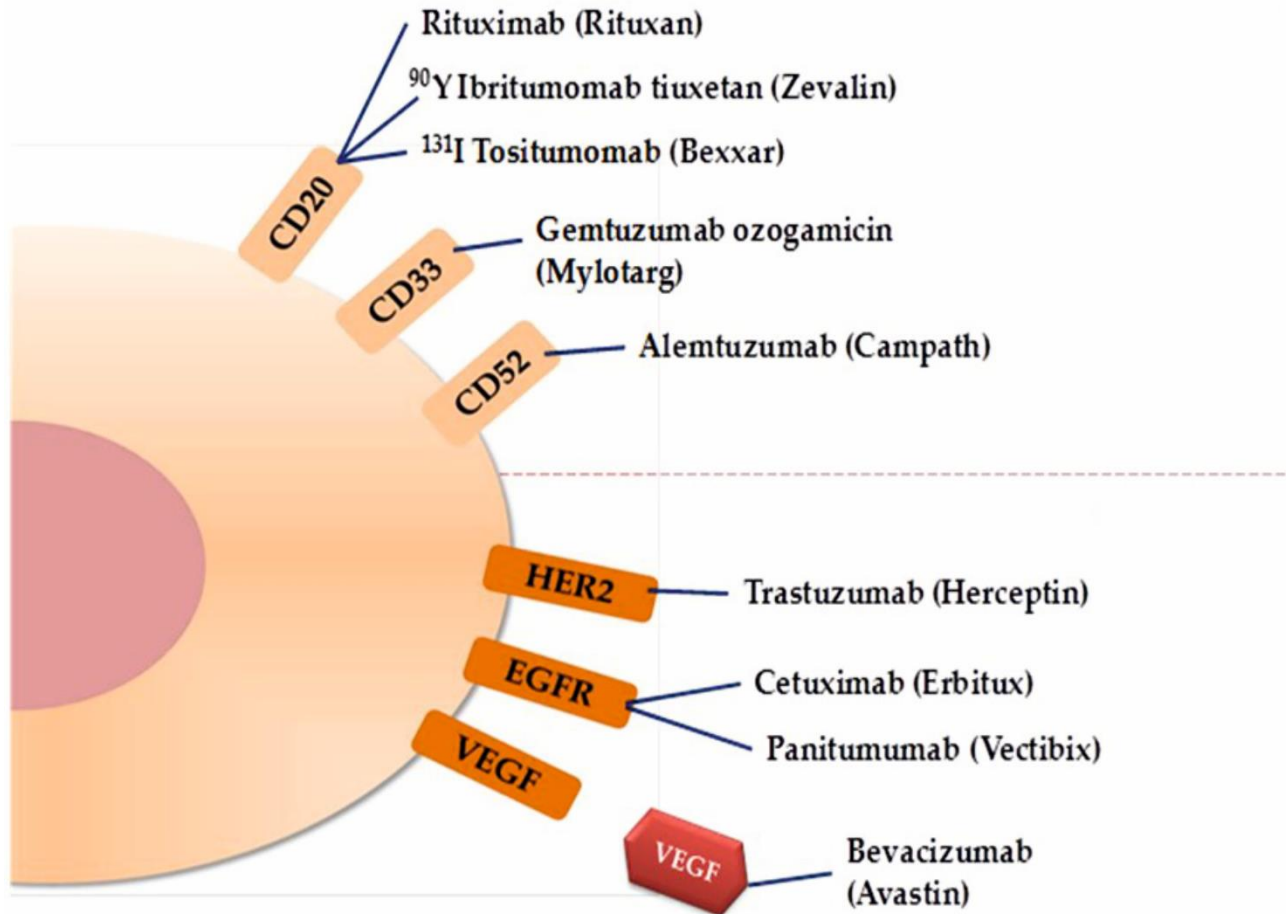 Rituximab (Rituxan)
⁹⁰Y Ibritumomab tiuxetan (Zevalin)
¹³¹I Tositumomab (Bexxar)
CD20
Gemtuzumab ozogamicin
(Mylotarg)
CD33
Alemtuzumab (Campath)
CD52
HER2
Trastuzumab (Herceptin)
EGFR
Cetuximab (Erbitux)
Panitumumab (Vectibix)
VEGF
VEGF
Bevacizumab
(Avastin)